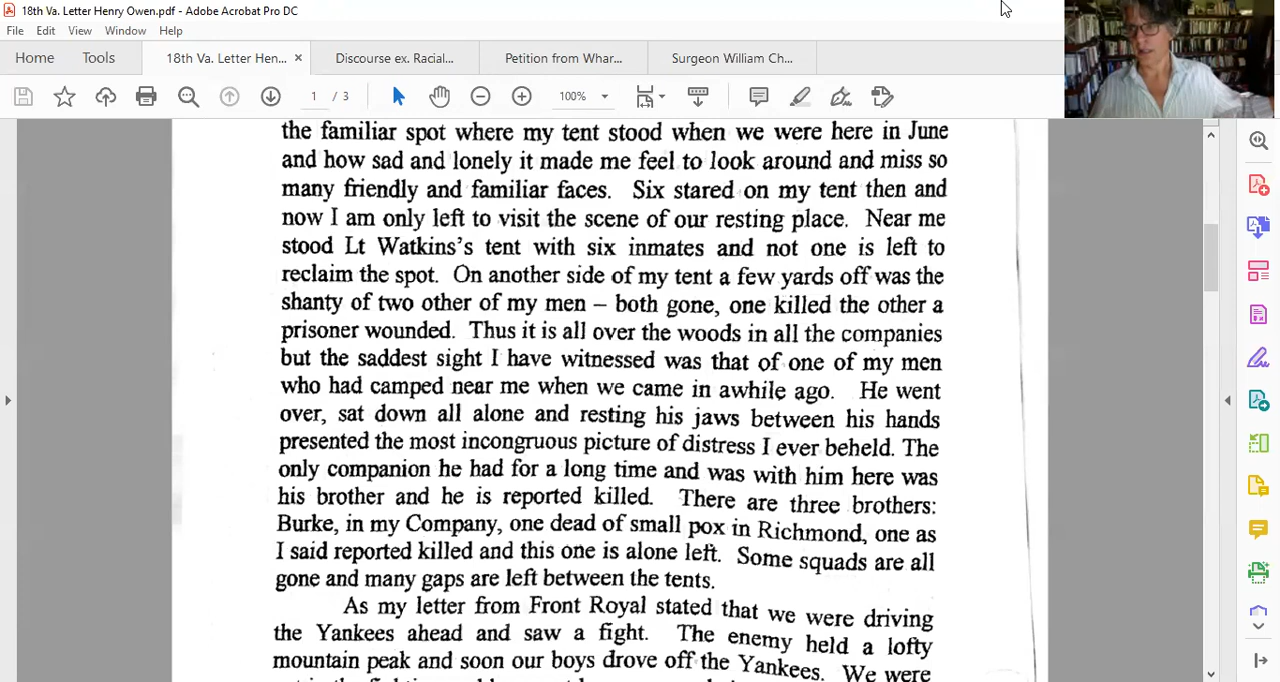 18th Va. Letter Henry Owen.pdf - Adobe Acrobat Pro DC
File Edit View Window Help
Home Tools 18th Va. Letter Hen... × Discourse ex. Racial... Petition from Whar... Surgeon William Ch...
1 / 3 100%
the familiar spot where my tent stood when we were here in June
and how sad and lonely it made me feel to look around and miss so
many friendly and familiar faces. Six stared on my tent then and
now I am only left to visit the scene of our resting place. Near me
stood Lt Watkins's tent with six inmates and not one is left to
reclaim the spot. On another side of my tent a few yards off was the
shanty of two other of my men – both gone, one killed the other a
prisoner wounded. Thus it is all over the woods in all the companies
but the saddest sight I have witnessed was that of one of my men
who had camped near me when we came in awhile ago. He went
over, sat down all alone and resting his jaws between his hands
presented the most incongruous picture of distress I ever beheld. The
only companion he had for a long time and was with him here was
his brother and he is reported killed. There are three brothers:
Burke, in my Company, one dead of small pox in Richmond, one as
I said reported killed and this one is alone left. Some squads are all
gone and many gaps are left between the tents.
As my letter from Front Royal stated that we were driving
the Yankees ahead and saw a fight. The enemy held a lofty
mountain peak and soon our boys drove off the Yankees. We were